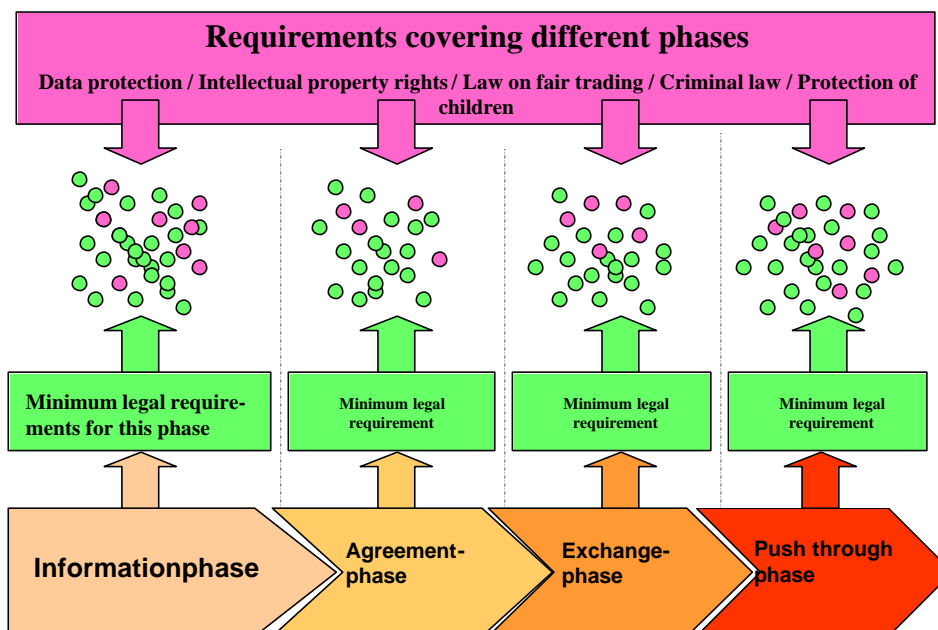 Requirements covering different phases
Data protection / Intellectual property rights / Law on fair trading / Criminal law / Protection of
children
Minimum legal require-
ments for this phase
Minimum legal
requirement
Minimum legal
requirement
Minimum legal
requirement
Informationphase
Agreement-
phase
Exchange-
phase
Push through
phase